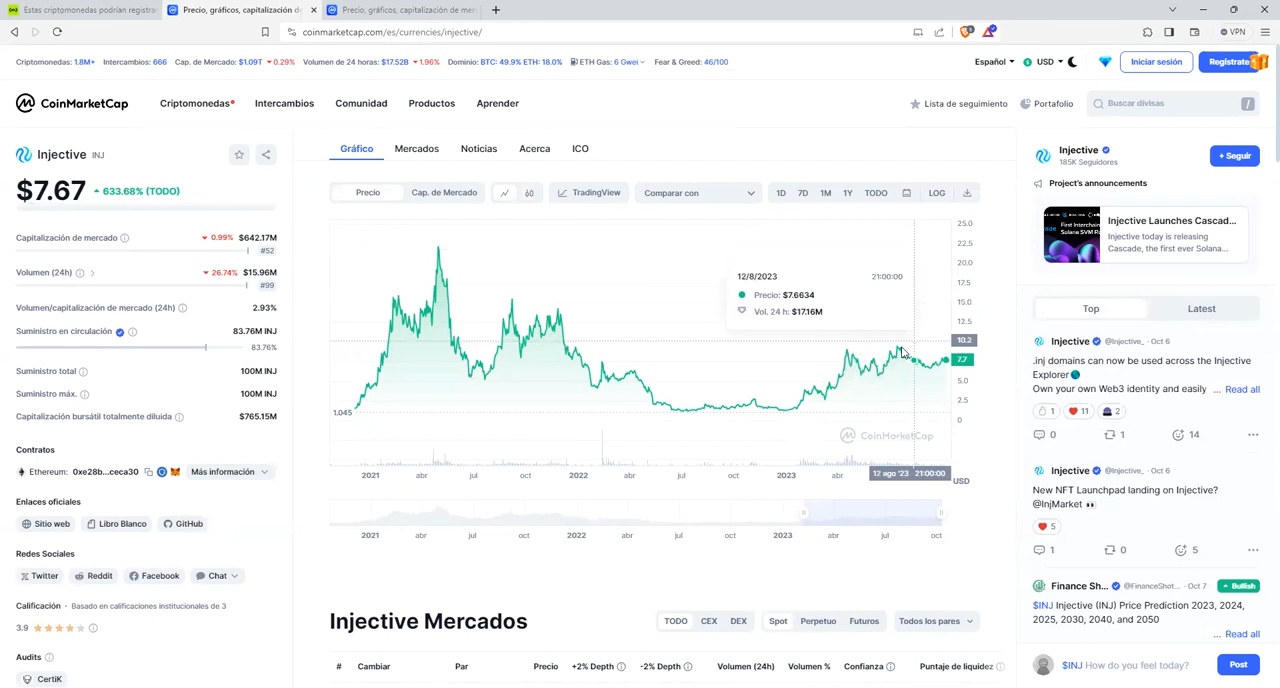 Estas criptomonedas podrían registrar
Precio, gráficos, capitalización de
Precio, gráficos, capitalización de mer
coinmarketcap.com/es/currencies/injective/
VPN
Criptomonedas: 1.8M+ Intercambios: 666 Cap. de Mercado: $1.09T 0.29% Volumen de 24 horas: $17.52B 1.96% Dominio: BTC: 49.9% ETH: 18.0% ETH Gas: 6 Gwei Fear & Greed: 46/100
Español USD Iniciar sesión Regístrate
CoinMarketCap
Criptomonedas Intercambios Comunidad Productos Aprender
Lista de seguimiento Portafolio Buscar divisas /
Injective INJ
$7.67 633.68% (TODO)
Capitalización de mercado 0.99% $642.17M
#52
Volumen (24h) 26.74% $15.96M
#99
Volumen/capitalización de mercado (24h) 2.93%
Suministro en circulación 83.76M INJ
83.76%
Suministro total 100M INJ
Suministro máx. 100M INJ
Capitalización bursátil totalmente diluida $765.15M
Contratos
Ethereum: 0xe28b...ceca30 Más información
Enlaces oficiales
Sitio web Libro Blanco GitHub
Redes Sociales
Twitter Reddit Facebook Chat
Calificación · Basado en calificaciones institucionales de 3
3.9
Audits
CertiK
Gráfico Mercados Noticias Acerca ICO
Precio Cap. de Mercado TradingView Comparar con 1D 7D 1M 1Y TODO LOG
25.0
22.5
20.0
17.5
15.0
12.5
10.2
7.7
5.0
2.5
0
12/8/2023 21:00:00
Precio: $7.6634
Vol. 24 h: $17.16M
1.045
CoinMarketCap
2021 abr jul oct 2022 abr jul oct 2023 abr 12 ago '23 21:00:00
USD
2021 abr jul oct 2022 abr jul oct 2023 abr jul oct
Injective Mercados
TODO CEX DEX Spot Perpetuo Futuros Todos los pares
# Cambiar Par Precio +2% Depth -2% Depth Volumen (24h) Volumen % Confianza Puntaje de liquidez
Injective
185K Seguidores
+ Seguir
Project's announcements
Injective Launches Cascad...
Injective today is releasing
Cascade, the first ever Solana...
First Interchain
Solana SVM Ro
Top Latest
Injective @Injective_ · Oct 6
.inj domains can now be used across the Injective
Explorer
Own your own Web3 identity and easily ... Read all
1 11 2
0 1 14
Injective @Injective_ · Oct 6
New NFT Launchpad landing on Injective?
@InjMarket
5
1 0 5
Finance Sh... @FinanceShot... · Oct 7 Bullish
$INJ Injective (INJ) Price Prediction 2023, 2024,
2025, 2030, 2040, and 2050
... Read all
$INJ How do you feel today? Post